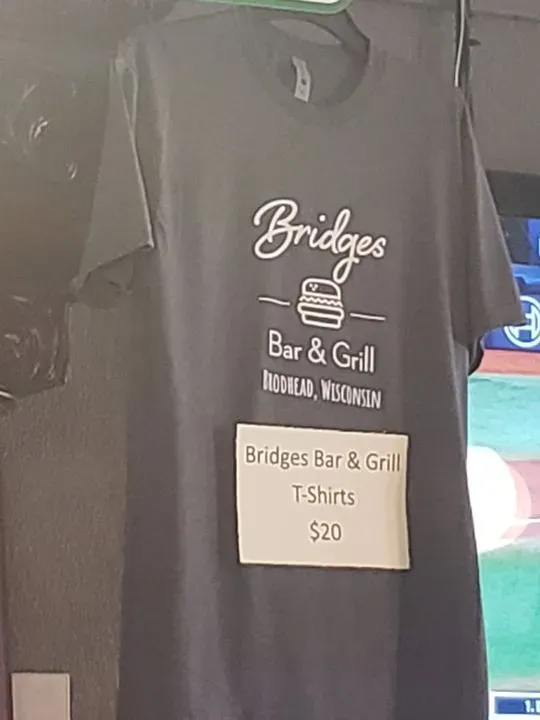 Bridges
Bar & Grill
BRODHEAD, WISCONSIN
Bridges Bar & Grill
T-Shirts
$20